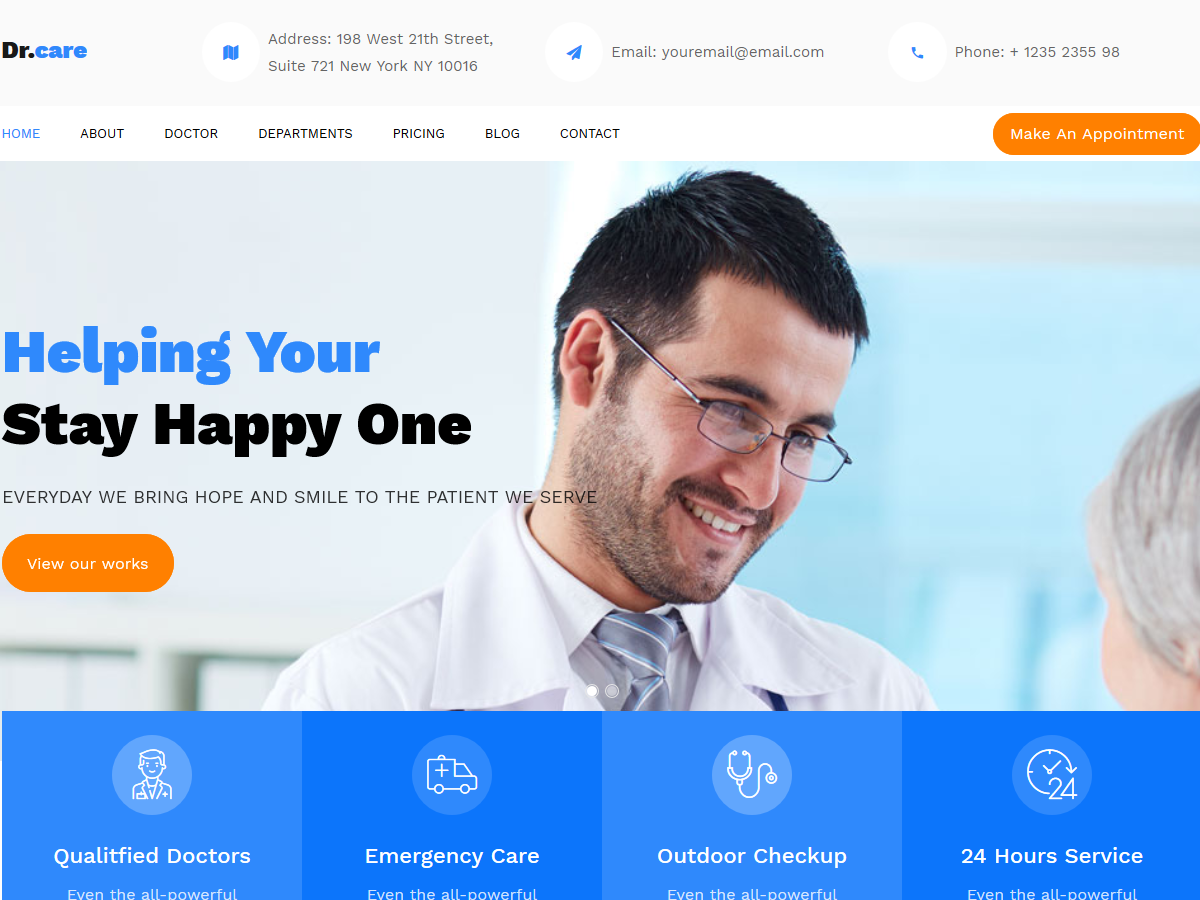 Dr.care
Address: 198 West 21th Street,
Suite 721 New York NY 10016
Email: youremail@email.com
Phone: + 1235 2355 98
HOME
ABOUT
DOCTOR
DEPARTMENTS
PRICING
BLOG
CONTACT
Make An Appointment
Helping Your
Stay Happy One
EVERYDAY WE BRING HOPE AND SMILE TO THE PATIENT WE SERVE
View our works
24
Qualitfied Doctors
Emergency Care
Outdoor Checkup
24 Hours Service
Even the all-powerful
Even the all-powerful
Even the all-powerful
Even the all-powerful